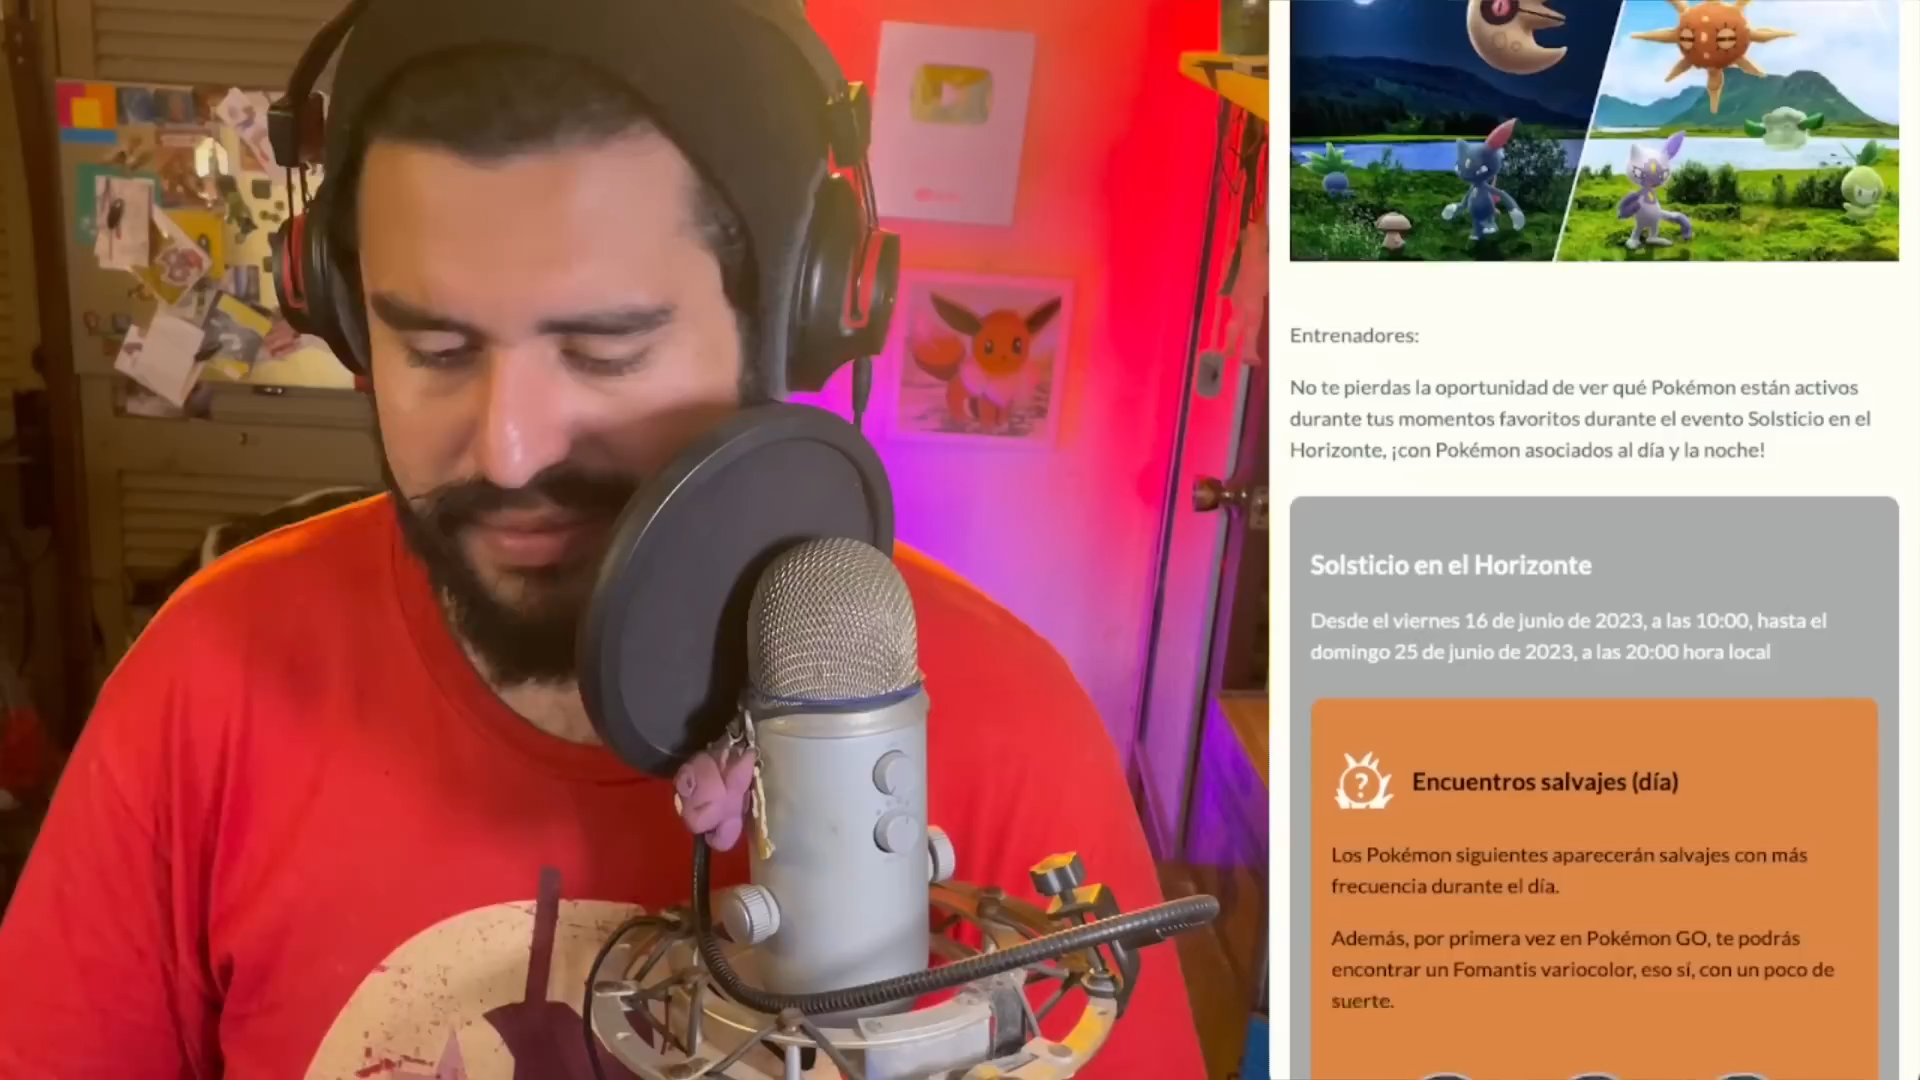 Entrenadores:
No te pierdas la oportunidad de ver qué Pokémon están activos
durante tus momentos favoritos durante el evento Solsticio en el
Horizonte, ¡con Pokémon asociados al día y la noche!
Solsticio en el Horizonte
Desde el viernes 16 de junio de 2023, a las 10:00, hasta el
domingo 25 de junio de 2023, a las 20:00 hora local
Encuentros salvajes (día)
Los Pokémon siguientes aparecerán salvajes con más
frecuencia durante el día.
Además, por primera vez en Pokémon GO, te podrás
encontrar un Fomantis variocolor, eso sí, con un poco de
suerte.